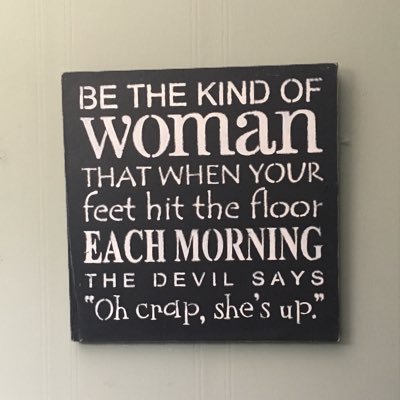 BE THE KIND OF
woman
THAT WHEN YOUR
feet hit the floor
EACH MORNING
THE DEVIL SAYS
“Oh crap, she's up.”